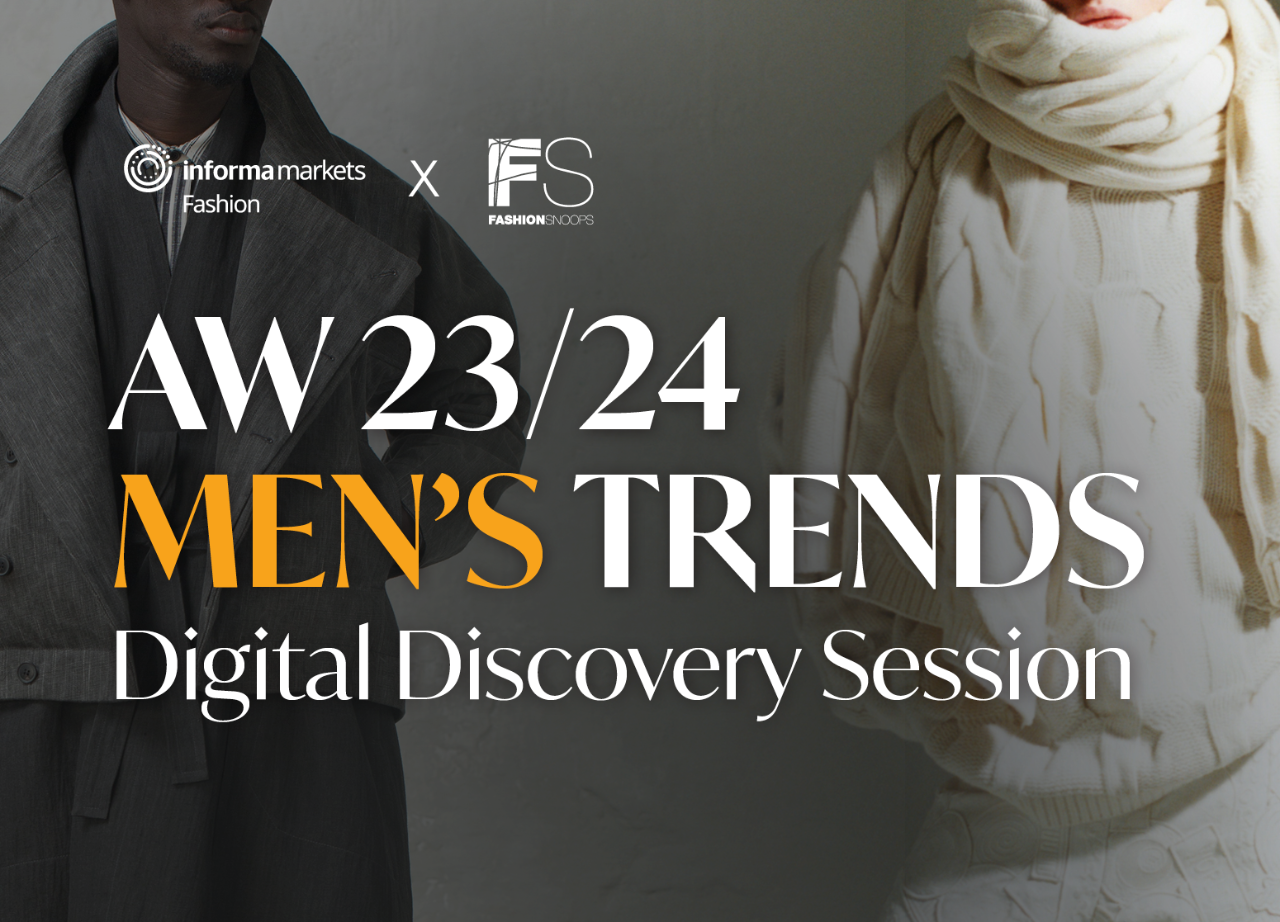 informa markets
Fashion
X
FS
FASHIONSNOOPS
AW 23/24
MEN’S TRENDS
Digital Discovery Session